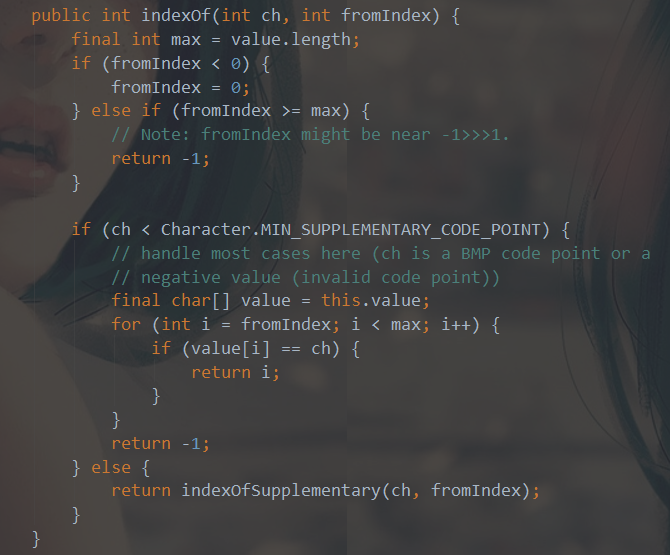 public int indexOf(int ch, int fromIndex) {
    final int max = value.length;
    if (fromIndex < 0) {
        fromIndex = 0;
    } else if (fromIndex >= max) {
        // Note: fromIndex might be near -1>>>1.
        return -1;
    }

    if (ch < Character.MIN_SUPPLEMENTARY_CODE_POINT) {
        // handle most cases here (ch is a BMP code point or a
        // negative value (invalid code point))
        final char[] value = this.value;
        for (int i = fromIndex; i < max; i++) {
            if (value[i] == ch) {
                return i;
            }
        }
        return -1;
    } else {
        return indexOfSupplementary(ch, fromIndex);
    }
}